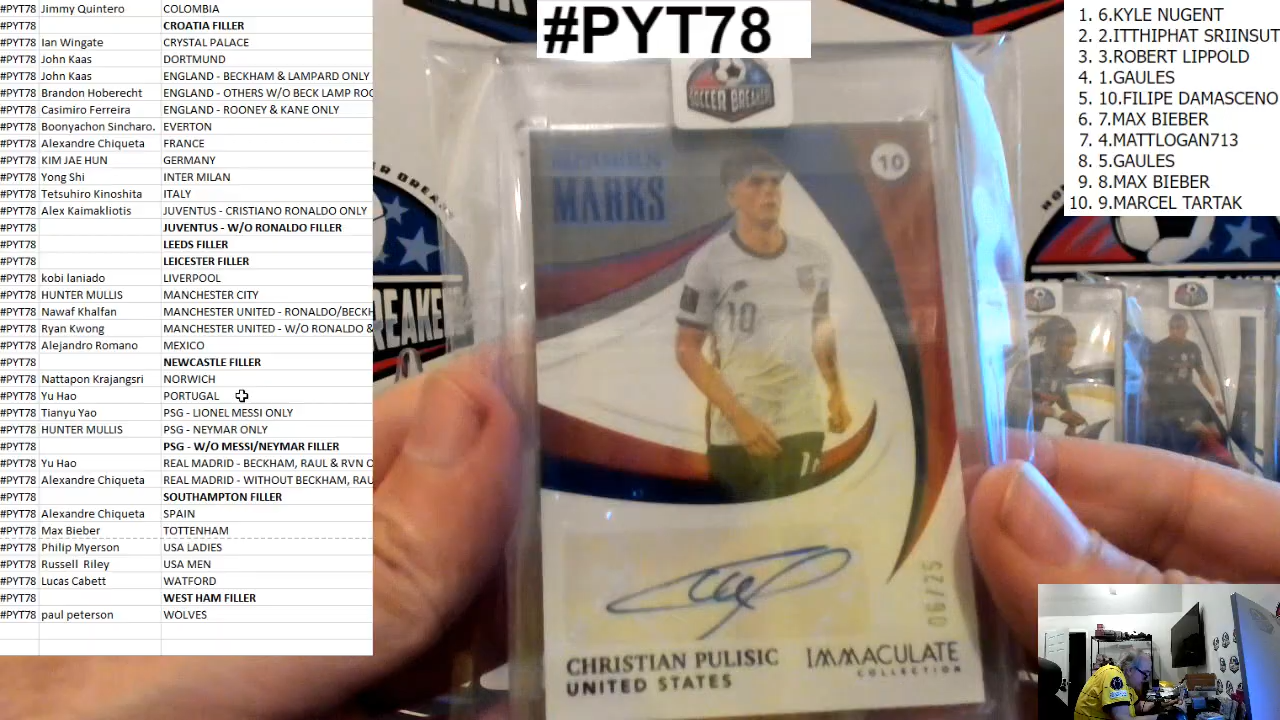 #PYT78 Jimmy Quintero COLOMBIA
#PYT78 CROATIA FILLER
#PYT78 Ian Wingate CRYSTAL PALACE
#PYT78 John Kaas DORTMUND
#PYT78 John Kaas ENGLAND - BECKHAM & LAMPARD ONLY
#PYT78 Brandon Hoberecht ENGLAND - OTHERS W/O BECK LAMP ROO
#PYT78 Casimiro Ferreira ENGLAND - ROONEY & KANE ONLY
#PYT78 Boonyachon Sincharo. EVERTON
#PYT78 Alexandre Chiqueta FRANCE
#PYT78 KIM JAE HUN GERMANY
#PYT78 Yong Shi INTER MILAN
#PYT78 Tetsuhiro Kinoshita ITALY
#PYT78 Alex Kaimakliotis JUVENTUS - CRISTIANO RONALDO ONLY
#PYT78 JUVENTUS - W/O RONALDO FILLER
#PYT78 LEEDS FILLER
#PYT78 LEICESTER FILLER
#PYT78 kobi laniado LIVERPOOL
#PYT78 HUNTER MULLIS MANCHESTER CITY
#PYT78 Nawaf Khalfan MANCHESTER UNITED - RONALDO/BECKH
#PYT78 Ryan Kwong MANCHESTER UNITED - W/O RONALDO &
#PYT78 Alejandro Romano MEXICO
#PYT78 NEWCASTLE FILLER
#PYT78 Nattapon Krajangsri NORWICH
#PYT78 Yu Hao PORTUGAL
#PYT78 Tianyu Yao PSG - LIONEL MESSI ONLY
#PYT78 HUNTER MULLIS PSG - NEYMAR ONLY
#PYT78 PSG - W/O MESSI/NEYMAR FILLER
#PYT78 Yu Hao REAL MADRID - BECKHAM, RAUL & RVN O
#PYT78 Alexandre Chiqueta REAL MADRID - WITHOUT BECKHAM, RAU
#PYT78 SOUTHAMPTON FILLER
#PYT78 Alexandre Chiqueta SPAIN
#PYT78 Max Bieber TOTTENHAM
#PYT78 Philip Myerson USA LADIES
#PYT78 Russell Riley USA MEN
#PYT78 Lucas Cabett WATFORD
#PYT78 WEST HAM FILLER
#PYT78 paul peterson WOLVES
#PYT78
SOCCER BREAKER
MARKS
10
10
06/25
CHRISTIAN PULISIC
UNITED STATES
IMMACULATE
COLLECTION
1. 6.KYLE NUGENT
2. 2.ITTHIPHAT SRIINSUT
3. 3.ROBERT LIPPOLD
4. 1.GAULES
5. 10.FILIPE DAMASCENO
6. 7.MAX BIEBER
7. 4.MATTLOGAN713
8. 5.GAULES
9. 8.MAX BIEBER
10. 9.MARCEL TARTAK